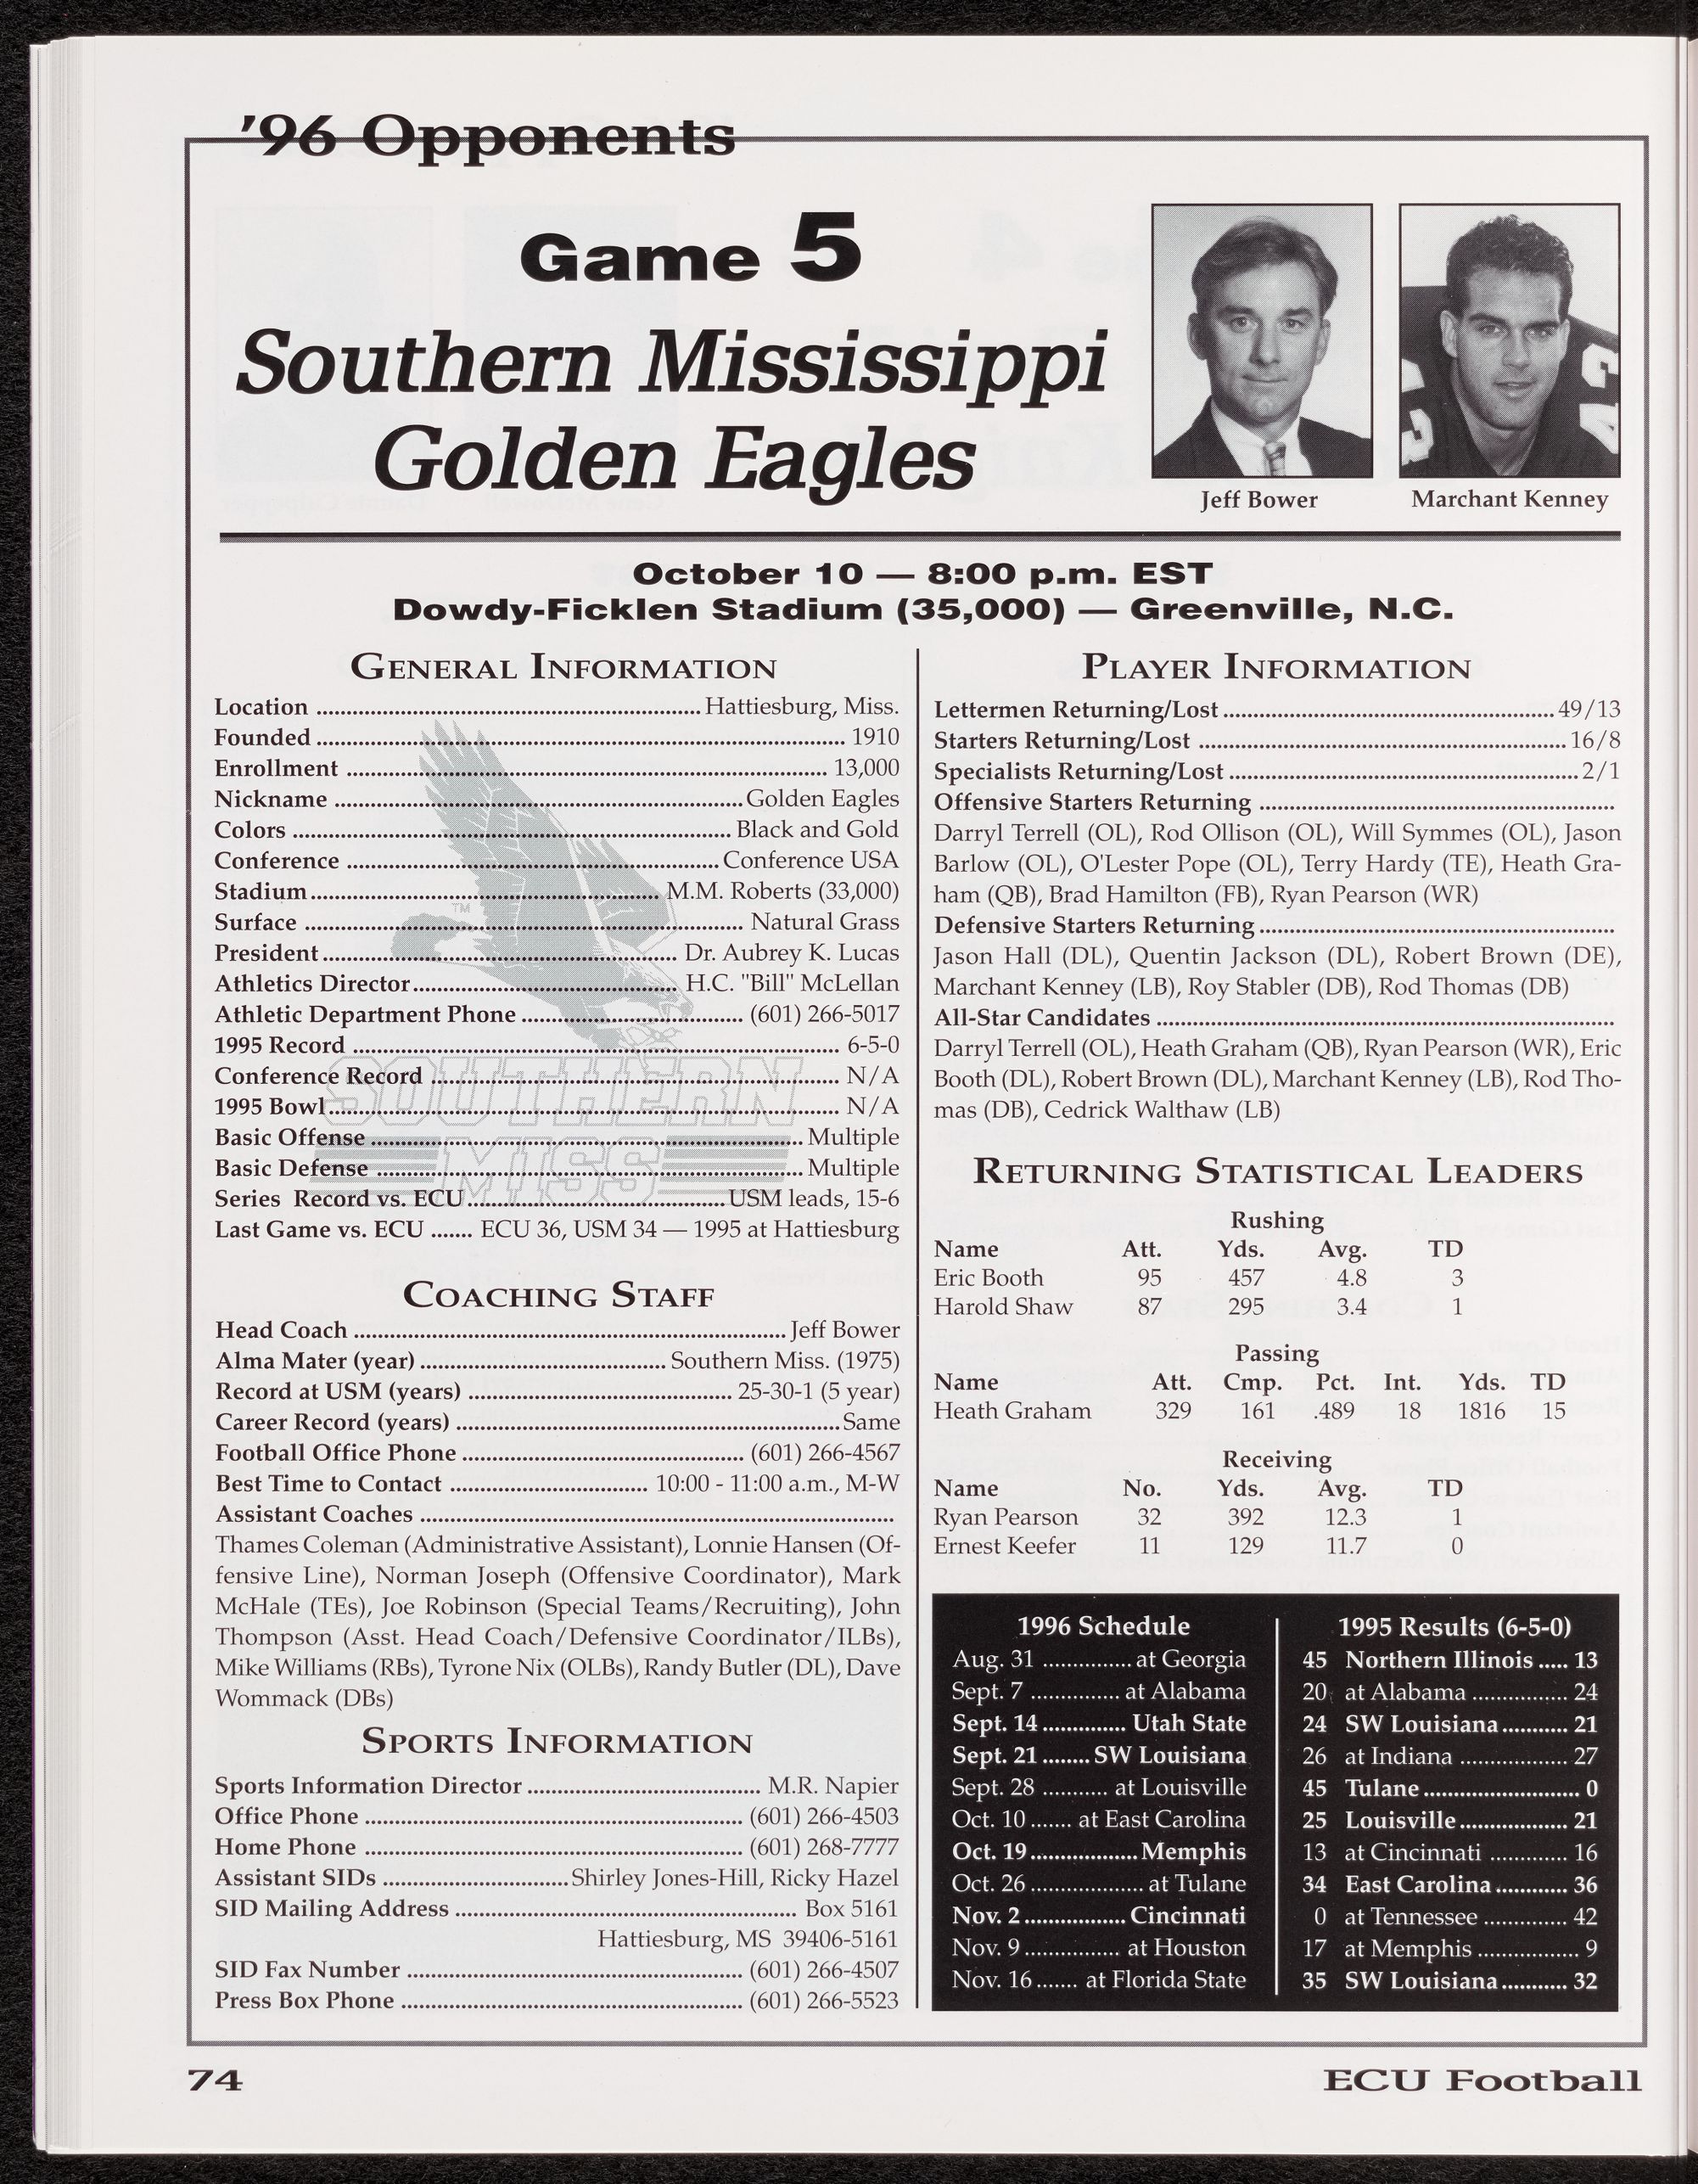 '96 Opponents
Game 5
Southern Mississippi
Golden Eagles
Jeff Bower
Marchant Kenney
October 10 — 8:00 p.m. EST
Dowdy-Ficklen Stadium (35,000) — Greenville, N.C.
GENERAL INFORMATION
Location ........ Hattiesburg, Miss.
Founded ........ 1910
Enrollment ........ 13,000
Nickname ........ Golden Eagles
Colors ........ Black and Gold
Conference ........ Conference USA
Stadium ........ M.M. Roberts (33,000)
Surface ........ Natural Grass
President ........ Dr. Aubrey K. Lucas
Athletics Director ........ H.C. "Bill" McLellan
Athletic Department Phone ........ (601) 266-5017
1995 Record ........ 6-5-0
Conference Record ........ N/A
1995 Bowl ........ N/A
Basic Offense ........ Multiple
Basic Defense ........ Multiple
Series Record vs. ECU ........ USM leads, 15-6
Last Game vs. ECU ....... ECU 36, USM 34 — 1995 at Hattiesburg
TM
SOUTHERN
MISS
COACHING STAFF
Head Coach ........ Jeff Bower
Alma Mater (year) ........ Southern Miss. (1975)
Record at USM (years) ........ 25-30-1 (5 year)
Career Record (years) ........ Same
Football Office Phone ........ (601) 266-4567
Best Time to Contact ........ 10:00 - 11:00 a.m., M-W
Assistant Coaches ........
Thames Coleman (Administrative Assistant), Lonnie Hansen (Of-
fensive Line), Norman Joseph (Offensive Coordinator), Mark
McHale (TEs), Joe Robinson (Special Teams/Recruiting), John
Thompson (Asst. Head Coach/Defensive Coordinator/ILBs),
Mike Williams (RBs), Tyrone Nix (OLBs), Randy Butler (DL), Dave
Wommack (DBs)
SPORTS INFORMATION
Sports Information Director ........ M.R. Napier
Office Phone ........ (601) 266-4503
Home Phone ........ (601) 268-7777
Assistant SIDs ........ Shirley Jones-Hill, Ricky Hazel
SID Mailing Address ........ Box 5161
Hattiesburg, MS 39406-5161
SID Fax Number ........ (601) 266-4507
Press Box Phone ........ (601) 266-5523
PLAYER INFORMATION
Lettermen Returning/Lost ........ 49/13
Starters Returning/Lost ........ 16/8
Specialists Returning/Lost ........ 2/1
Offensive Starters Returning ........
Darryl Terrell (OL), Rod Ollison (OL), Will Symmes (OL), Jason
Barlow (OL), O'Lester Pope (OL), Terry Hardy (TE), Heath Gra-
ham (QB), Brad Hamilton (FB), Ryan Pearson (WR)
Defensive Starters Returning ........
Jason Hall (DL), Quentin Jackson (DL), Robert Brown (DE),
Marchant Kenney (LB), Roy Stabler (DB), Rod Thomas (DB)
All-Star Candidates ........
Darryl Terrell (OL), Heath Graham (QB), Ryan Pearson (WR), Eric
Booth (DL), Robert Brown (DL), Marchant Kenney (LB), Rod Tho-
mas (DB), Cedrick Walthaw (LB)
RETURNING STATISTICAL LEADERS
Rushing
Name Att. Yds. Avg. TD
Eric Booth 95 457 4.8 3
Harold Shaw 87 295 3.4 1
Passing
Name Att. Cmp. Pct. Int. Yds. TD
Heath Graham 329 161 .489 18 1816 15
Receiving
Name No. Yds. Avg. TD
Ryan Pearson 32 392 12.3 1
Ernest Keefer 11 129 11.7 0
1996 Schedule
Aug. 31 ........ at Georgia
Sept. 7 ........ at Alabama
Sept. 14 ........ Utah State
Sept. 21 ........ SW Louisiana
Sept. 28 ........ at Louisville
Oct. 10 ....... at East Carolina
Oct. 19 ........ Memphis
Oct. 26 ........ at Tulane
Nov. 2 ........ Cincinnati
Nov. 9 ........ at Houston
Nov. 16 ....... at Florida State
1995 Results (6-5-0)
45 Northern Illinois ..... 13
20 at Alabama ........ 24
24 SW Louisiana ........ 21
26 at Indiana ........ 27
45 Tulane ........ 0
25 Louisville ........ 21
13 at Cincinnati ........ 16
34 East Carolina ........ 36
0 at Tennessee ........ 42
17 at Memphis ........ 9
35 SW Louisiana ........ 32
74
ECU Football